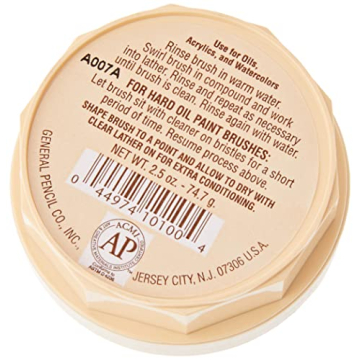 Use for Oils,
Acrylics, and Watercolors
Rinse brush in warm water.
Swirl brush in compound and work
into lather. Rinse and repeat as necessary
until brush is clean. Rinse again with water.
A007A
FOR HARD OIL PAINT BRUSHES:
Let brush sit with cleaner on bristles for a short
period of time. Resume process above.
SHAPE BRUSH TO A POINT AND ALLOW TO DRY WITH
CLEAR LATHER ON FOR EXTRA CONDITIONING.
NET WT. 2.5 oz. - 74.7 g.
0 44974 10100 4
GENERAL PENCIL CO., INC.,
JERSEY CITY, N.J. 07306 U.S.A.
ACMI
AP